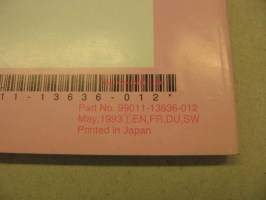 11-13636-012*
Part No. 99011-13636-012
May, 1993 EN,FR,DU,SW
Printed in Japan